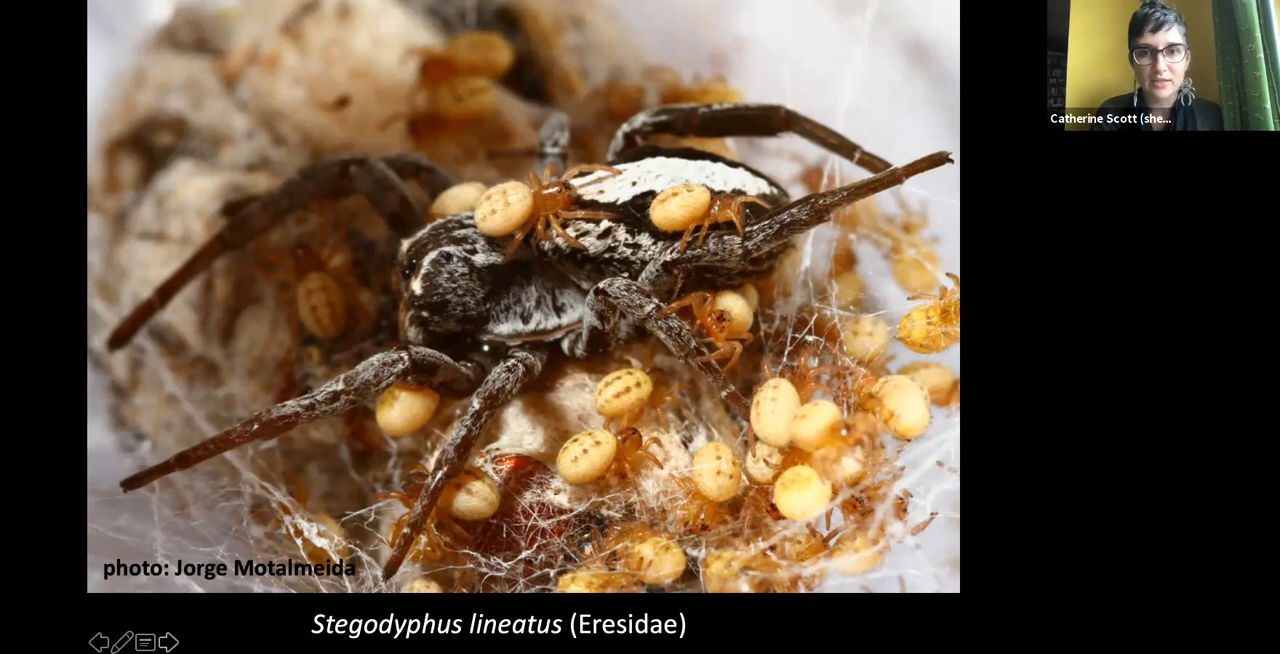 Catherine Scott (she...
photo: Jorge Motalmeida
Stegodyphus lineatus (Eresidae)